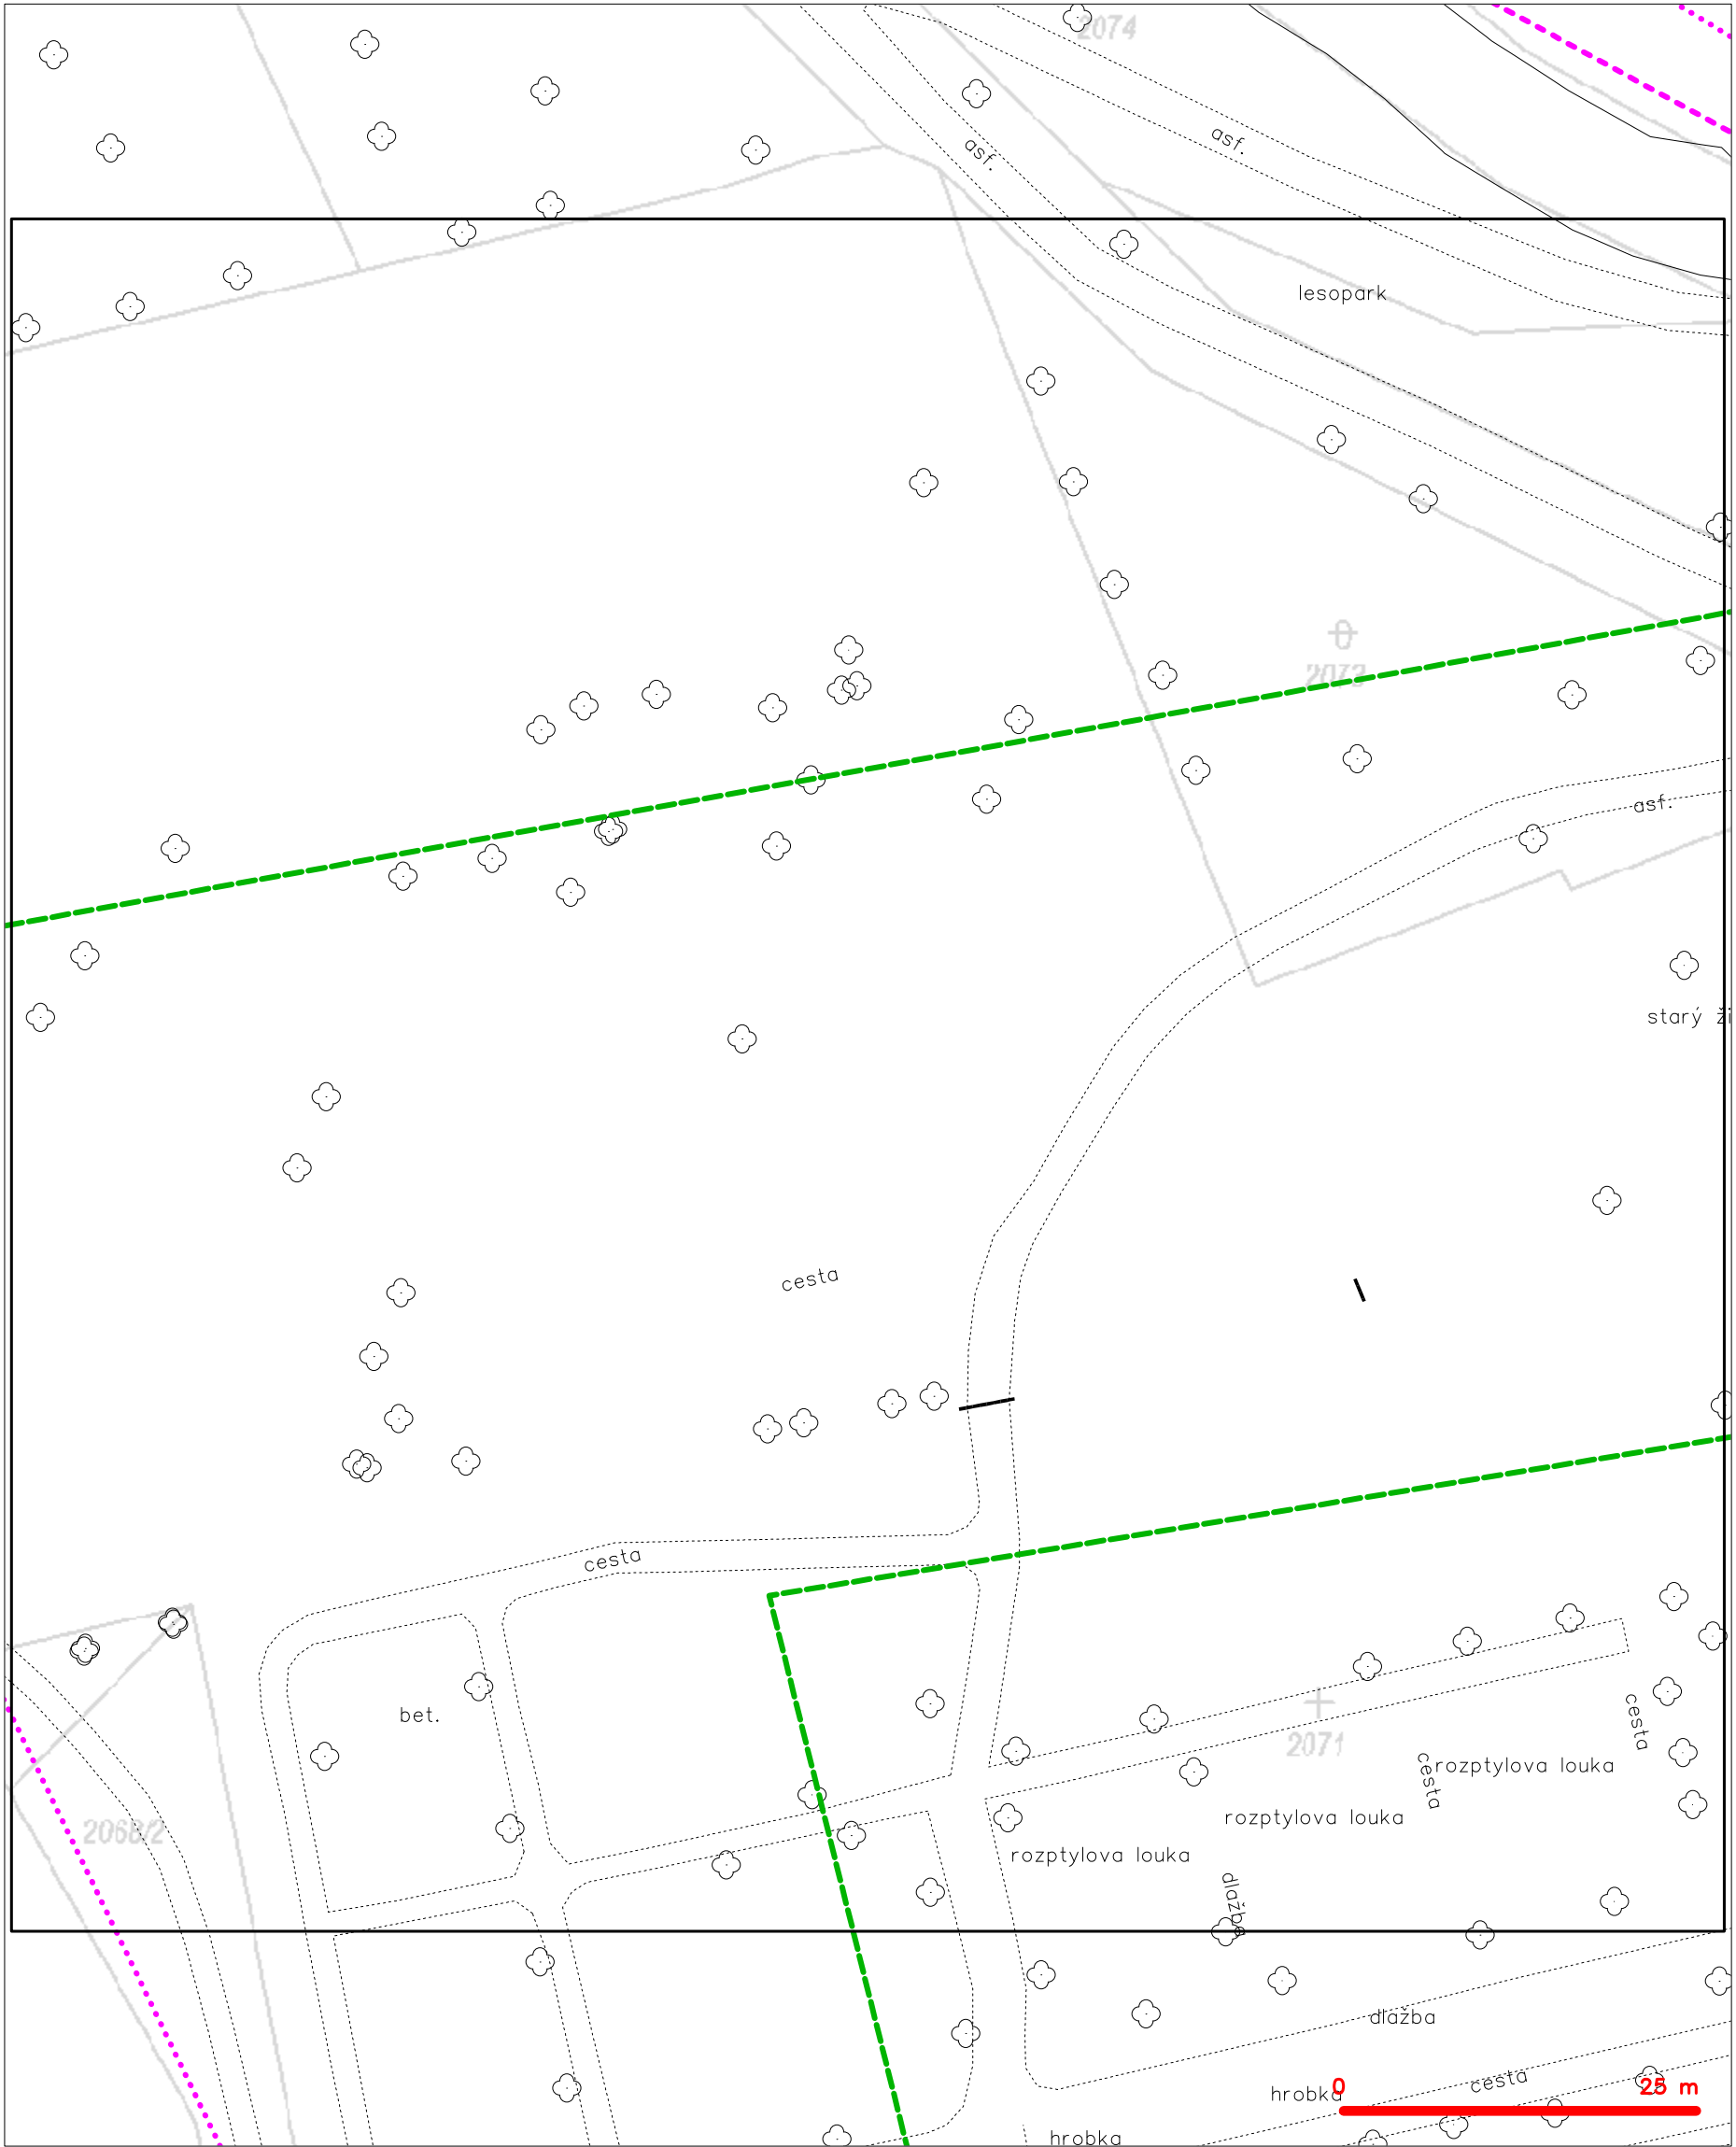 2074
asf.
asf.
lesopark
2073
asf.
starý ži
cesta
cesta
cesta
bet.
2071
cesta
rozptylova louka
rozptylova louka
2068/2
rozptylova louka
dlažba
dlažba
hrobka
cesta
0
25 m
hrobka